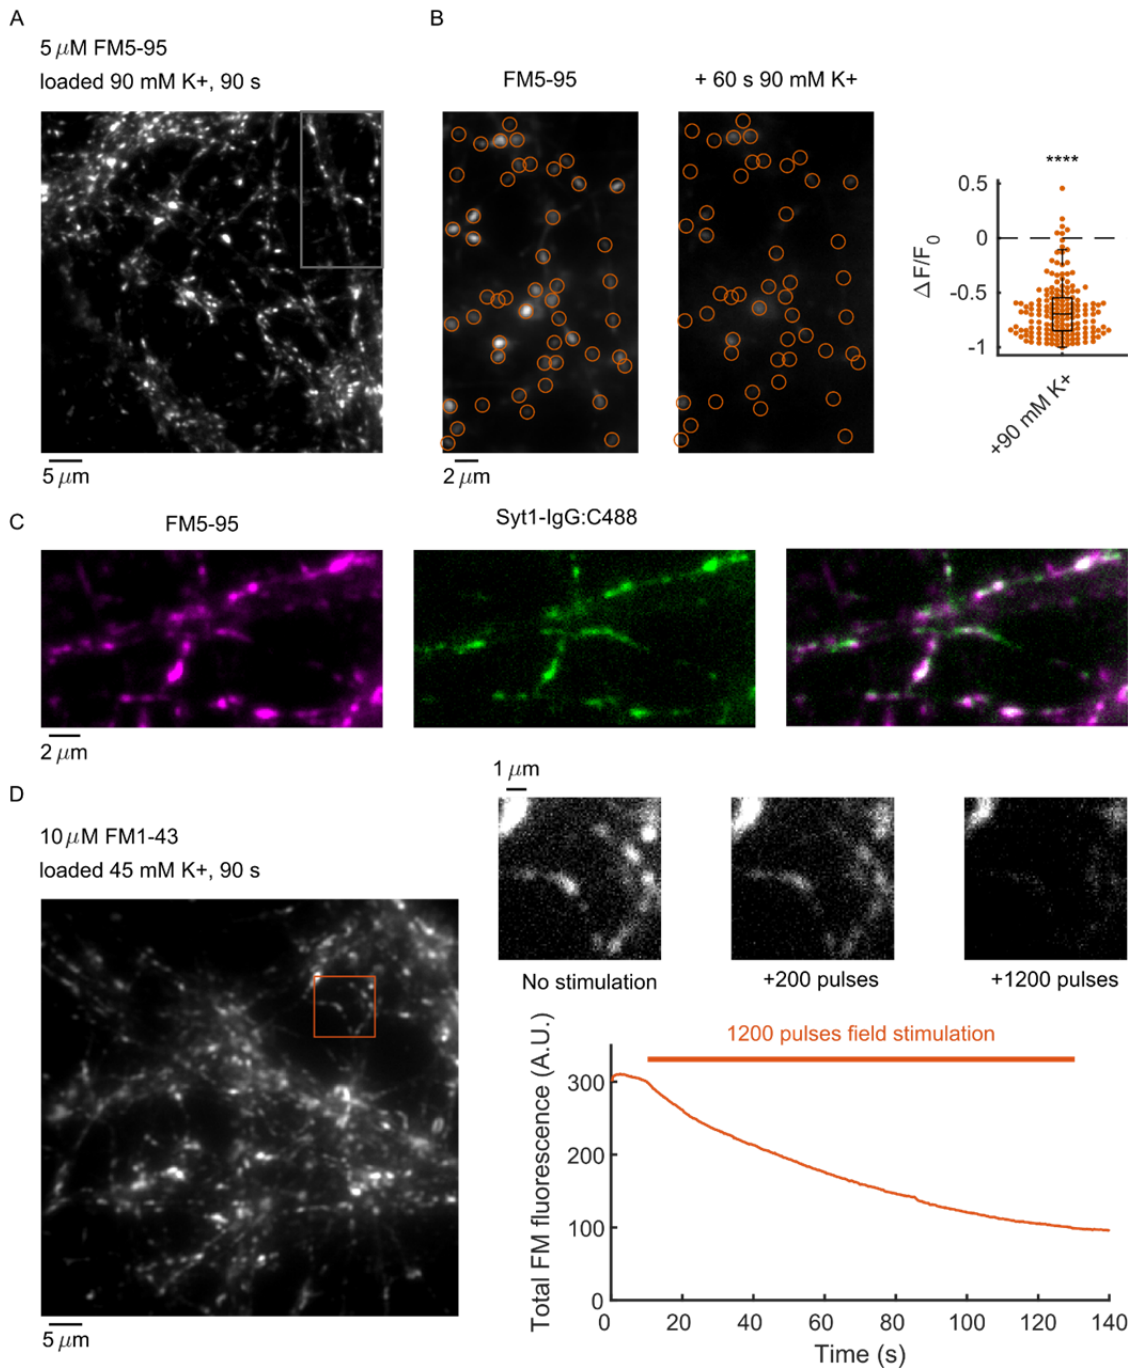 A
5 μM FM5-95
loaded 90 mM K+, 90 s
5 μm
B
FM5-95
+ 60 s 90 mM K+
2 μm
****
ΔF/F0
0.5
0
-0.5
-1
+90 mM K+
C
FM5-95
Syt1-IgG:C488
2 μm
D
10 μM FM1-43
loaded 45 mM K+, 90 s
5 μm
1 μm
No stimulation
+200 pulses
+1200 pulses
1200 pulses field stimulation
Total FM fluorescence (A.U.)
300
200
100
0
0 20 40 60 80 100 120 140
Time (s)